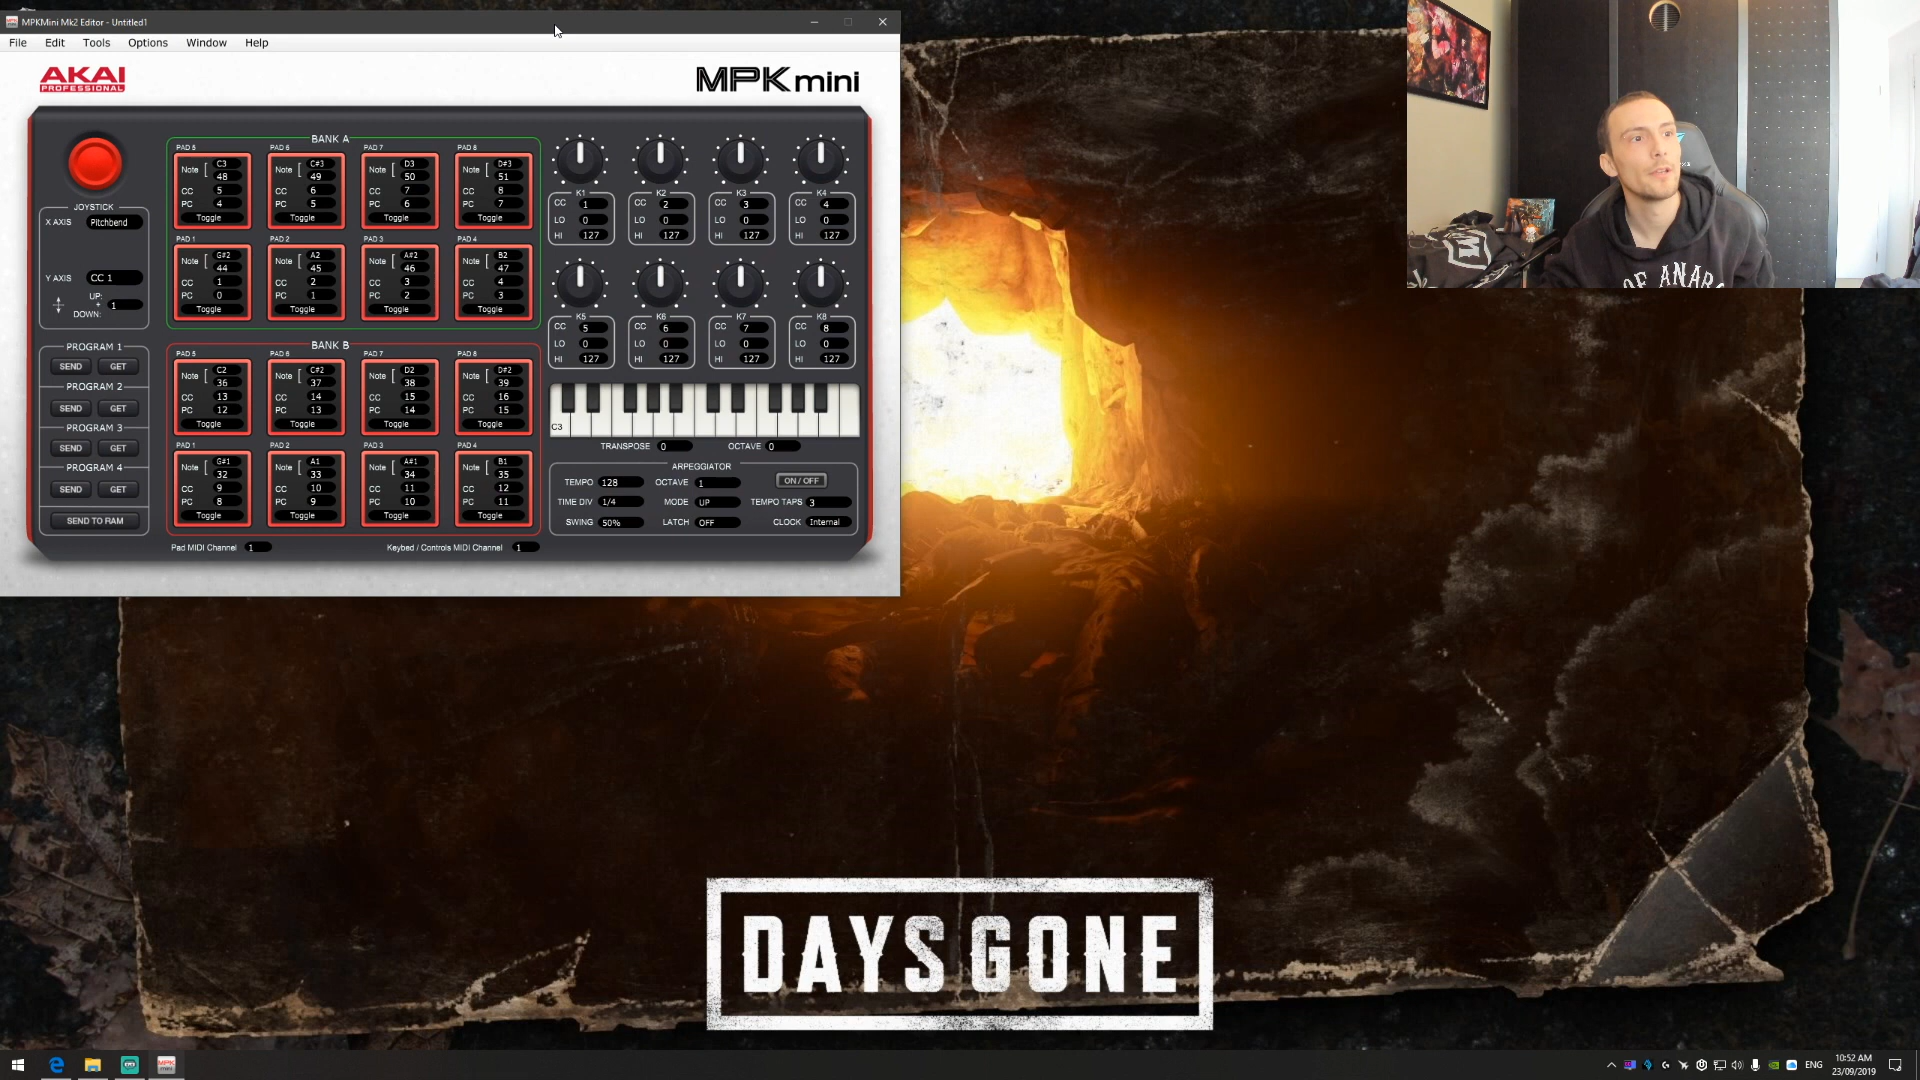 MPKMini Mk2 Editor - Untitled1
File Edit Tools Options Window Help
AKAI
PROFESSIONAL
MPK mini
JOYSTICK
X AXIS Pitchbend
Y AXIS CC 1
UP:
+ 1
DOWN:
PROGRAM 1
SEND GET
PROGRAM 2
SEND GET
PROGRAM 3
SEND GET
PROGRAM 4
SEND GET
SEND TO RAM
BANK A
PAD 5 PAD 6 PAD 7 PAD 8
Note [ C3 Note [ C#3 Note [ D3 Note [ D#3
48 49 50 51
CC 5 CC 6 CC 7 CC 8
PC 4 PC 5 PC 6 PC 7
Toggle Toggle Toggle Toggle
PAD 1 PAD 2 PAD 3 PAD 4
Note [ G#2 Note [ A2 Note [ A#2 Note [ B2
44 45 46 47
CC 1 CC 2 CC 3 CC 4
PC 0 PC 1 PC 2 PC 3
Toggle Toggle Toggle Toggle
BANK B
PAD 5 PAD 6 PAD 7 PAD 8
Note [ C2 Note [ C#2 Note [ D2 Note [ D#2
36 37 38 39
CC 13 CC 14 CC 15 CC 16
PC 12 PC 13 PC 14 PC 15
Toggle Toggle Toggle Toggle
PAD 1 PAD 2 PAD 3 PAD 4
Note [ G#1 Note [ A1 Note [ A#1 Note [ B1
32 33 34 35
CC 9 CC 10 CC 11 CC 12
PC 8 PC 9 PC 10 PC 11
Toggle Toggle Toggle Toggle
Pad MIDI Channel 1 Keybed / Controls MIDI Channel 1
K1 K2 K3 K4
CC 1 CC 2 CC 3 CC 4
LO 0 LO 0 LO 0 LO 0
HI 127 HI 127 HI 127 HI 127
K5 K6 K7 K8
CC 5 CC 6 CC 7 CC 8
LO 0 LO 0 LO 0 LO 0
HI 127 HI 127 HI 127 HI 127
C3
TRANSPOSE 0 OCTAVE 0
ARPEGGIATOR
TEMPO 128 OCTAVE 1 ON / OFF
TIME DIV 1/4 MODE UP TEMPO TAPS 3
SWING 50% LATCH OFF CLOCK Internal
OF ANAR
DAYS GONE
ENG
10:52 AM
23/09/2019